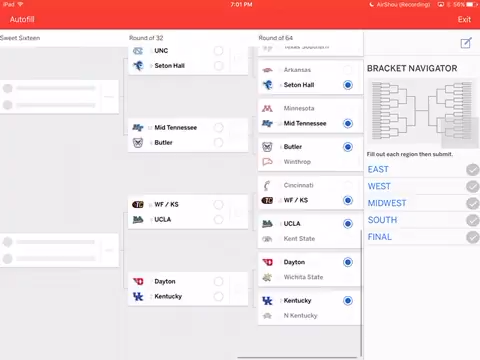 iPad
7:01 PM
AirShou (Recording)
56%
Autofill
Exit
Sweet Sixteen
Round of 32
Round of 64
UNC
Seton Hall
Mid Tennessee
Butler
WF / KS
UCLA
Dayton
Kentucky
Texas Southern
Arkansas
Seton Hall
Minnesota
Mid Tennessee
Butler
Winthrop
Cincinnati
WF / KS
UCLA
Kent State
Dayton
Wichita State
Kentucky
N Kentucky
BRACKET NAVIGATOR
Fill out each region then submit.
EAST
WEST
MIDWEST
SOUTH
FINAL